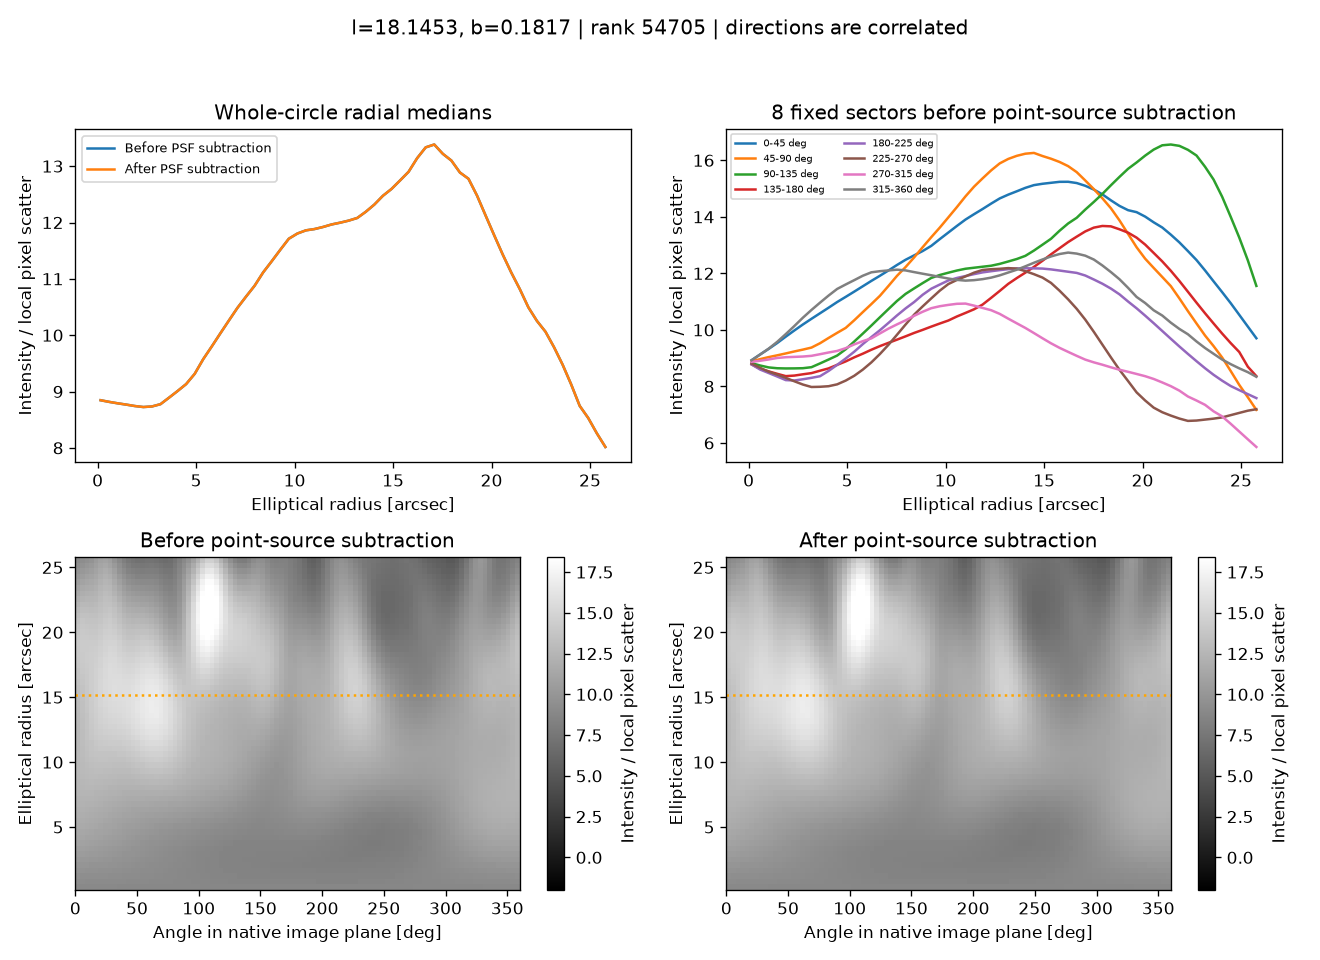 l=18.1453, b=0.1817 | rank 54705 | directions are correlated
Whole-circle radial medians
Before PSF subtraction
After PSF subtraction
Intensity / local pixel scatter
13
12
11
10
9
8
0 5 10 15 20 25
Elliptical radius [arcsec]
8 fixed sectors before point-source subtraction
0-45 deg
45-90 deg
90-135 deg
135-180 deg
180-225 deg
225-270 deg
270-315 deg
315-360 deg
Intensity / local pixel scatter
16
14
12
10
8
6
0 5 10 15 20 25
Elliptical radius [arcsec]
Before point-source subtraction
Elliptical radius [arcsec]
25
20
15
10
5
0 50 100 150 200 250 300 350
Angle in native image plane [deg]
17.5
15.0
12.5
10.0
7.5
5.0
2.5
0.0
Intensity / local pixel scatter
After point-source subtraction
Elliptical radius [arcsec]
25
20
15
10
5
0 50 100 150 200 250 300 350
Angle in native image plane [deg]
17.5
15.0
12.5
10.0
7.5
5.0
2.5
0.0
Intensity / local pixel scatter